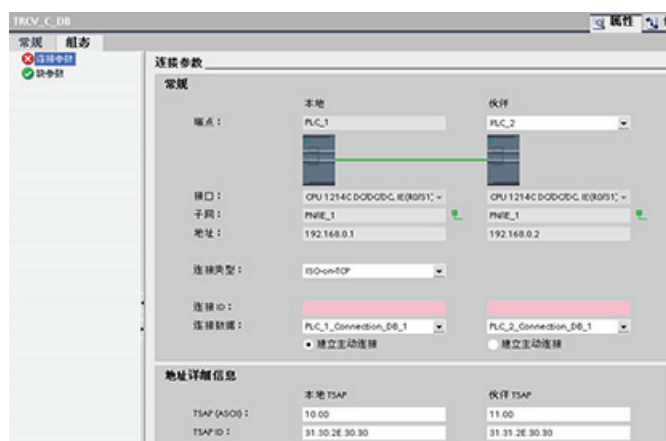 TRCV_C_DB
属性
常规 组态
连接参数
块参数
连接参数
常规
本地 伙伴
端点： PLC_1 PLC_2
接口： CPU 1214C DC/DC/DC, IE(R0/S1) CPU 1214C DC/DC/DC, IE(R0/S1)
子网： PN/IE_1 PN/IE_1
地址： 192.168.0.1 192.168.0.2
连接类型： ISO-on-TCP
连接 ID：
连接数据： PLC_1_Connection_DB_1 PLC_2_Connection_DB_1
建立主动连接 建立主动连接
地址详细信息
本地 TSAP 伙伴 TSAP
TSAP (ASCII)： 10.00 11.00
TSAP ID： 31.30.2E.30.30 31.31.2E.30.30